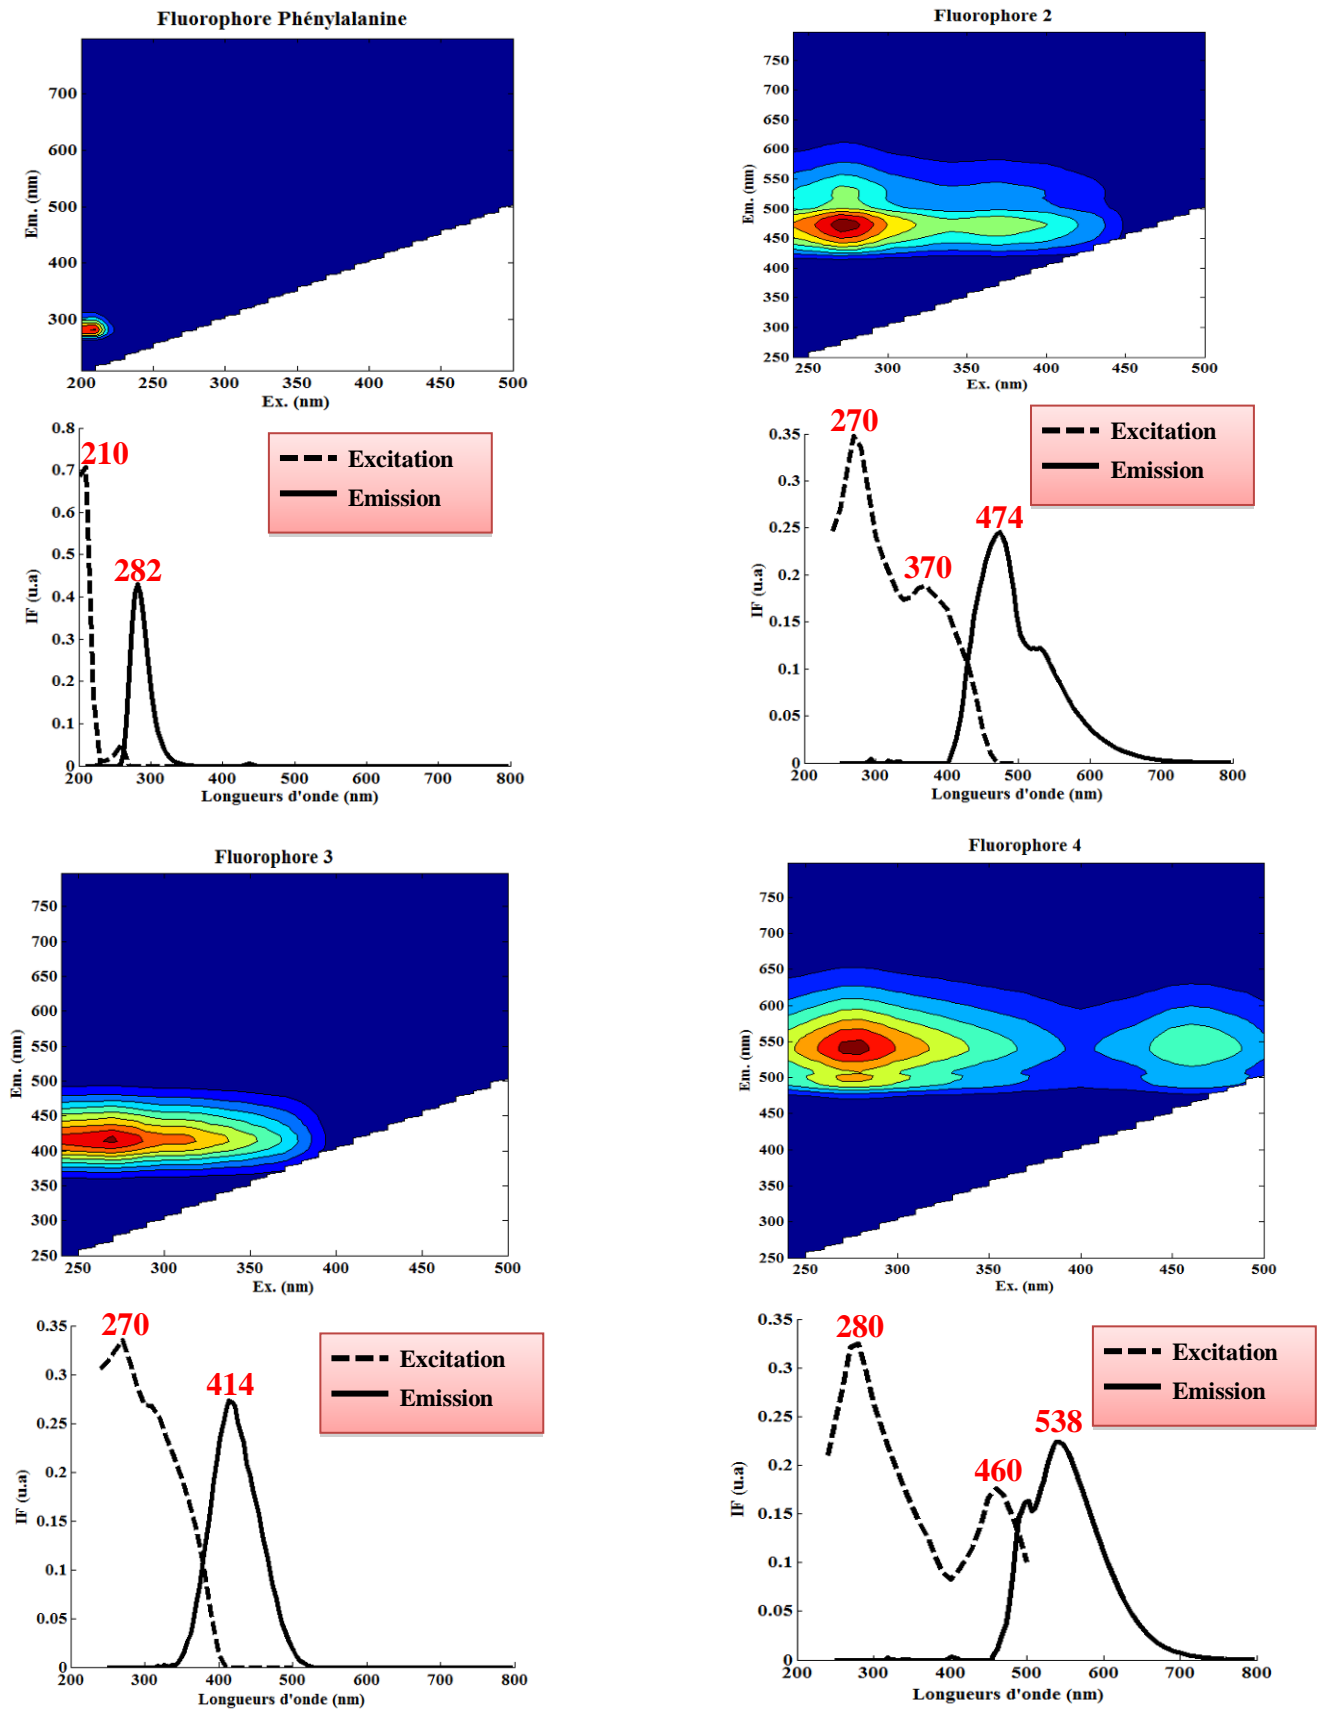 Fluorophore Phénylalanine
700
600
500
400
300
Em. (nm)
200 250 300 350 400 450 500
Ex. (nm)
Fluorophore 2
750
700
650
600
550
500
450
400
350
300
250
Em. (nm)
250 300 350 400 450 500
Ex. (nm)
0.8
0.7
0.6
0.5
0.4
0.3
0.2
0.1
0
IF (u.a)
210
282
Excitation
Emission
200 300 400 500 600 700 800
Longueurs d'onde (nm)
0.35
0.3
0.25
0.2
0.15
0.1
0.05
0
IF (u.a)
270
370
474
Excitation
Emission
200 300 400 500 600 700 800
Longueurs d'onde (nm)
Fluorophore 3
750
700
650
600
550
500
450
400
350
300
250
Em. (nm)
250 300 350 400 450 500
Ex. (nm)
Fluorophore 4
750
700
650
600
550
500
450
400
350
300
250
Em. (nm)
250 300 350 400 450 500
Ex. (nm)
0.35
0.3
0.25
0.2
0.15
0.1
0.05
0
IF (u.a)
270
414
Excitation
Emission
200 300 400 500 600 700 800
Longueurs d'onde (nm)
0.35
0.3
0.25
0.2
0.15
0.1
0.05
0
IF (u.a)
280
460
538
Excitation
Emission
200 300 400 500 600 700 800
Longueurs d'onde (nm)